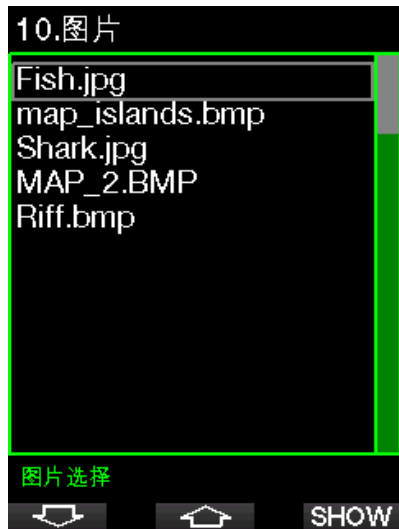 10.图片
Fish.jpg
map_islands.bmp
Shark.jpg
MAP_2.BMP
Riff.bmp
图片选择
SHOW